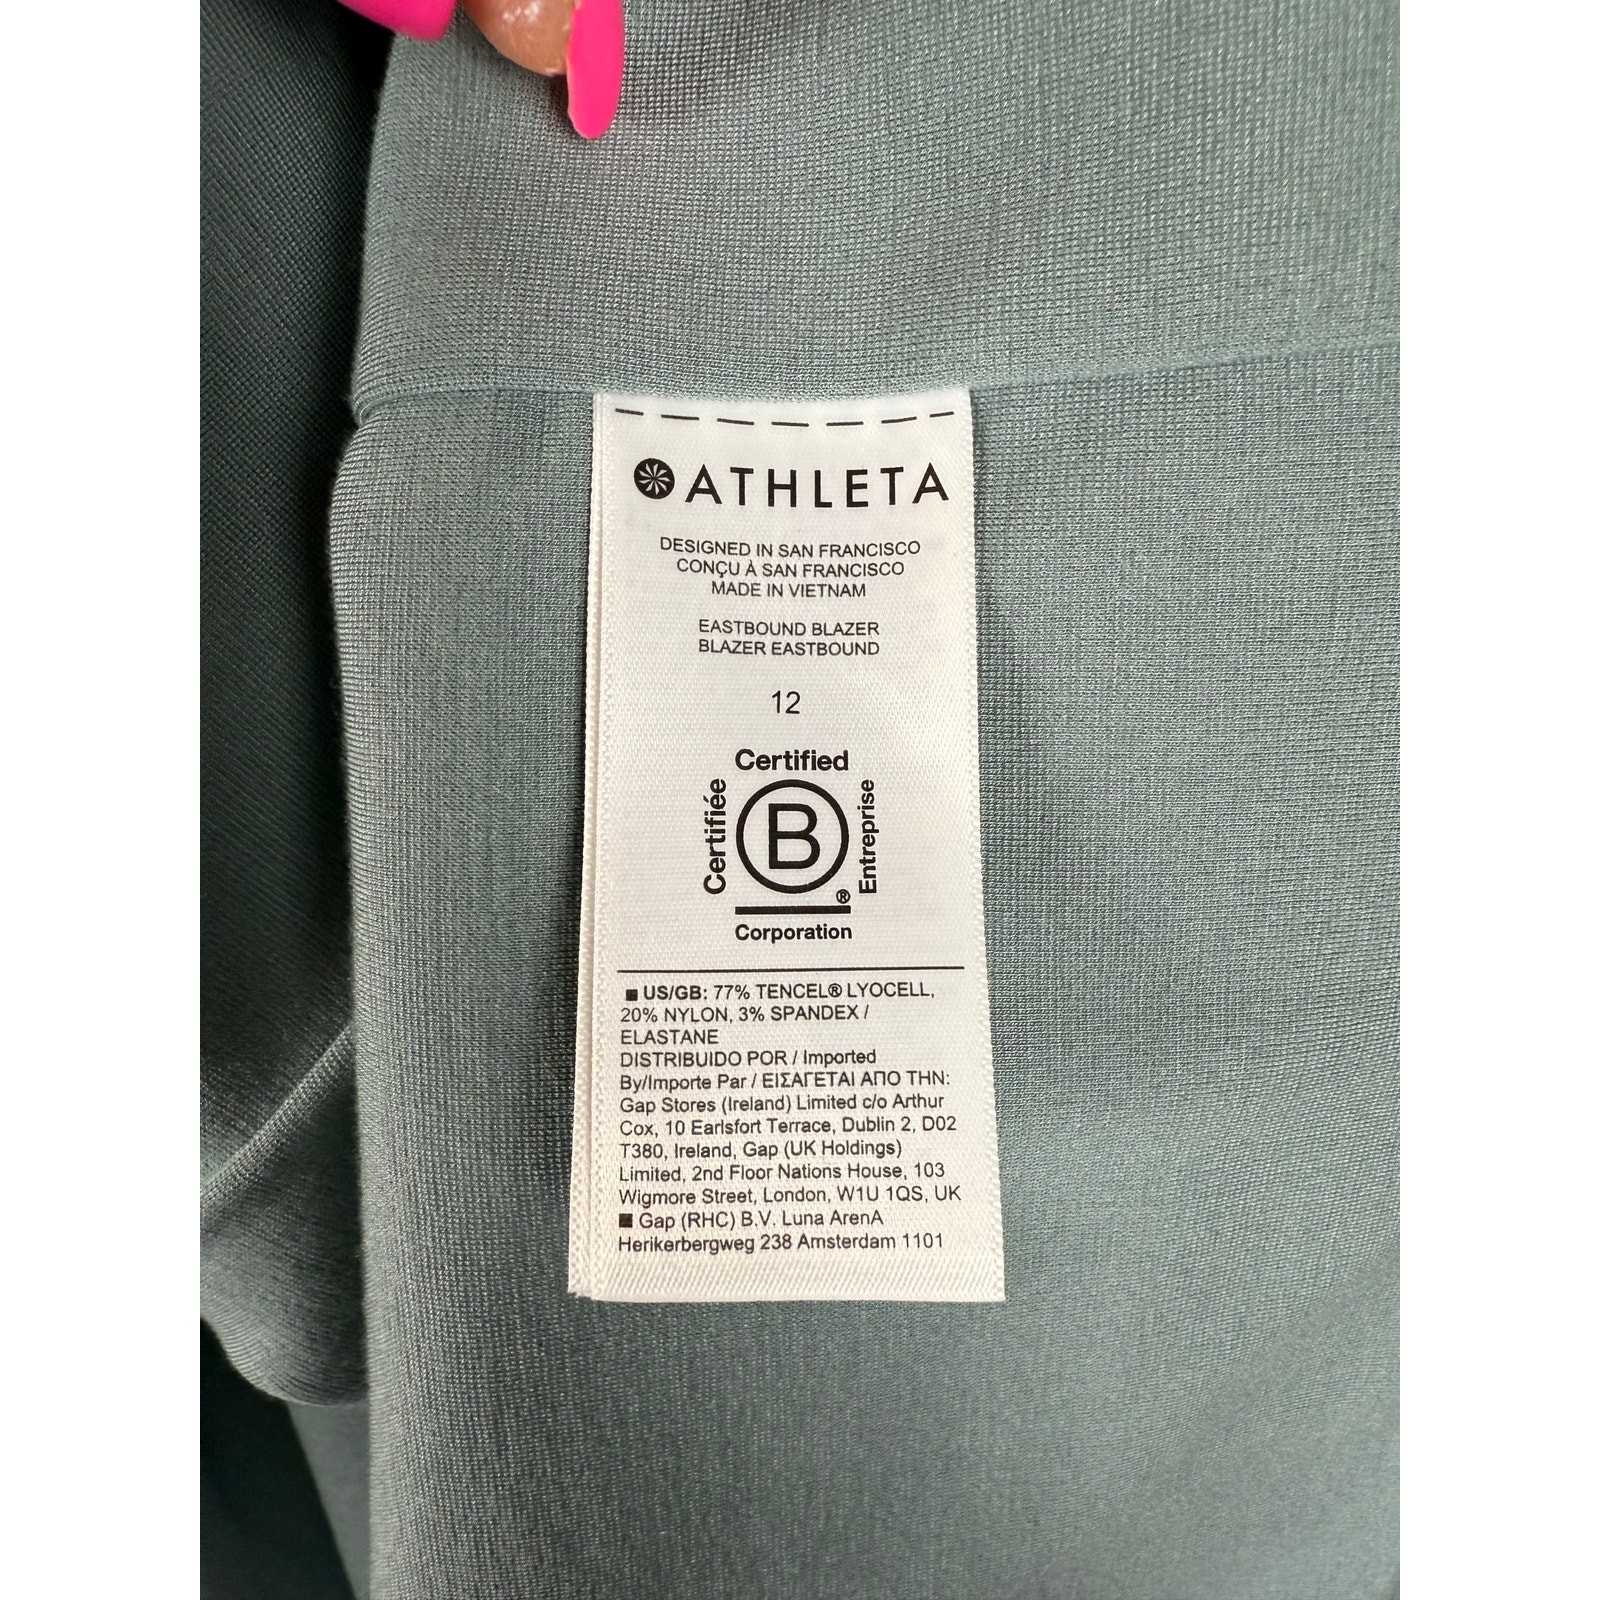 ATHLETA
DESIGNED IN SAN FRANCISCO
CONÇU À SAN FRANCISCO
MADE IN VIETNAM
EASTBOUND BLAZER
BLAZER EASTBOUND
12
Certified
Certifiée
B
Entreprise
®
Corporation
■ US/GB: 77% TENCEL® LYOCELL,
20% NYLON, 3% SPANDEX /
ELASTANE
DISTRIBUIDO POR / Imported
By/Importe Par / ΕΙΣΑΓΕΤΑΙ ΑΠΟ ΤΗΝ:
Gap Stores (Ireland) Limited c/o Arthur
Cox, 10 Earlsfort Terrace, Dublin 2, D02
T380, Ireland, Gap (UK Holdings)
Limited, 2nd Floor Nations House, 103
Wigmore Street, London, W1U 1QS, UK
■ Gap (RHC) B.V. Luna ArenA
Herikerbergweg 238 Amsterdam 1101